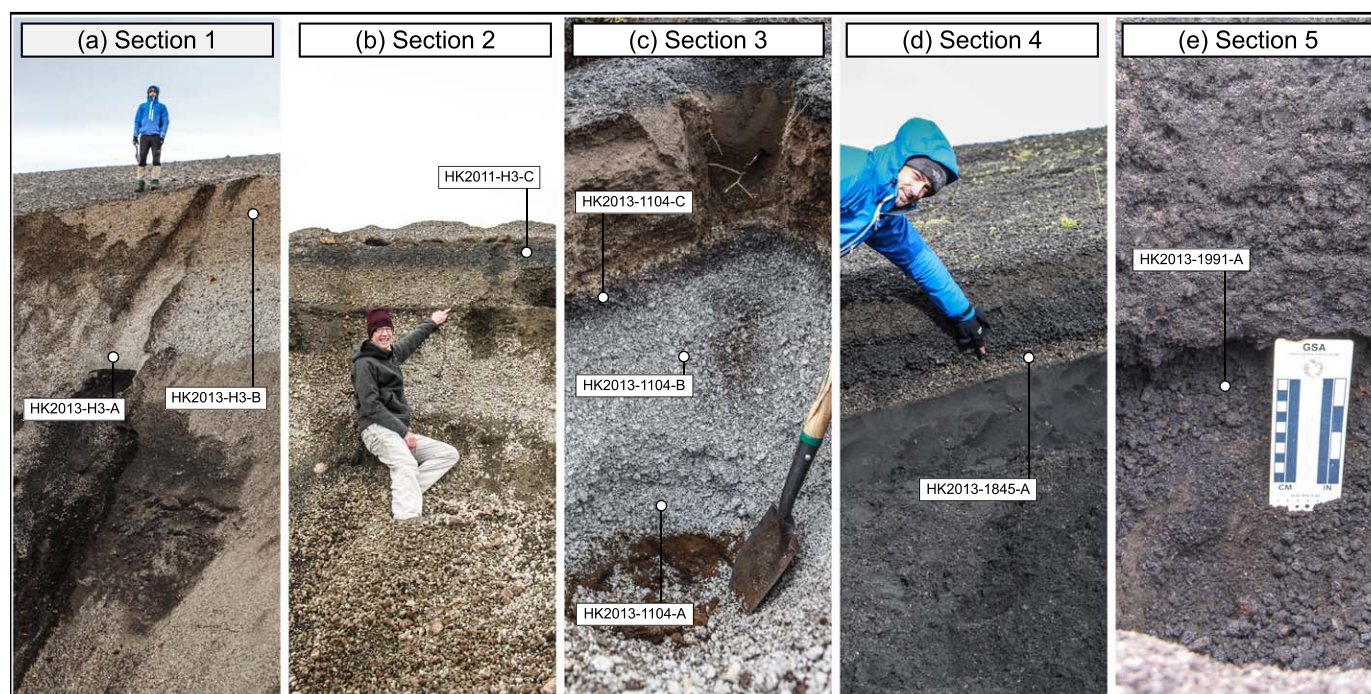 (a) Section 1
(b) Section 2
(c) Section 3
(d) Section 4
(e) Section 5
HK2011-H3-C
HK2013-1104-C
HK2013-1991-A
HK2013-H3-A
HK2013-H3-B
HK2013-1104-B
HK2013-1845-A
HK2013-1104-A
GSA
CM
IN